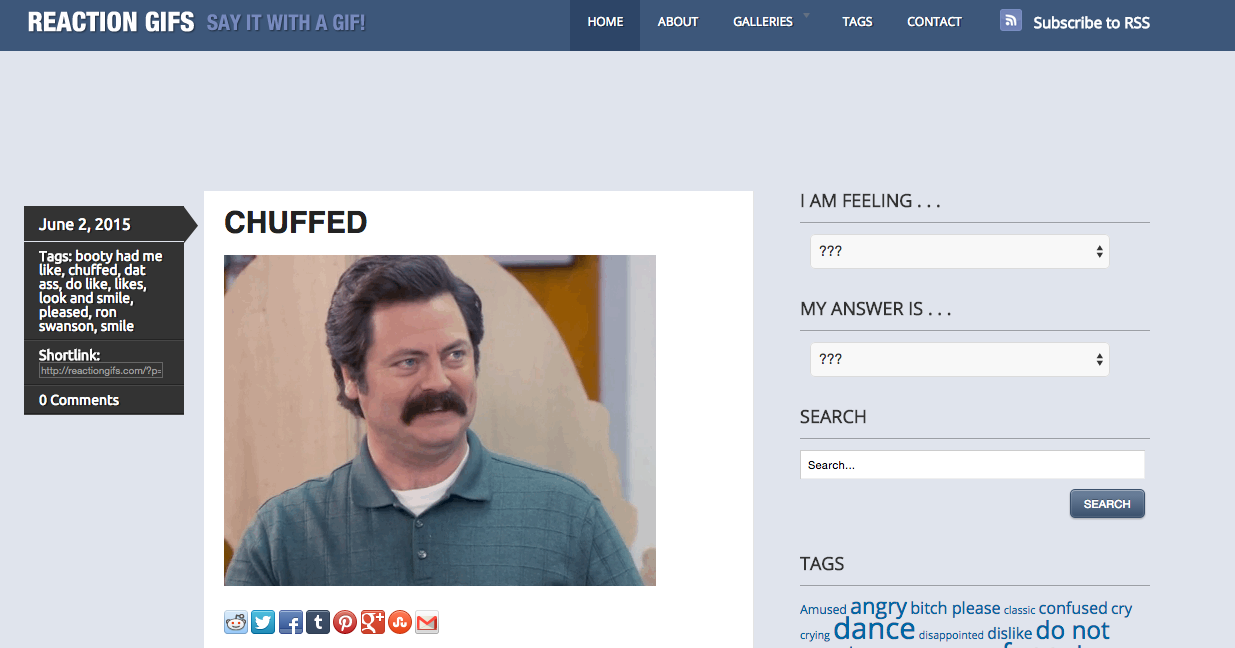 REACTION GIFS SAY IT WITH A GIF!
HOME ABOUT GALLERIES TAGS CONTACT Subscribe to RSS
June 2, 2015
Tags: booty had me
like, chuffed, dat
ass, do like, likes,
look and smile,
pleased, ron
swanson, smile
Shortlink:
http://reactiongifs.com/?p=
0 Comments
CHUFFED
I AM FEELING . . .
???
MY ANSWER IS . . .
???
SEARCH
Search...
SEARCH
TAGS
Amused angry bitch please classic confused cry
crying dance disappointed dislike do not